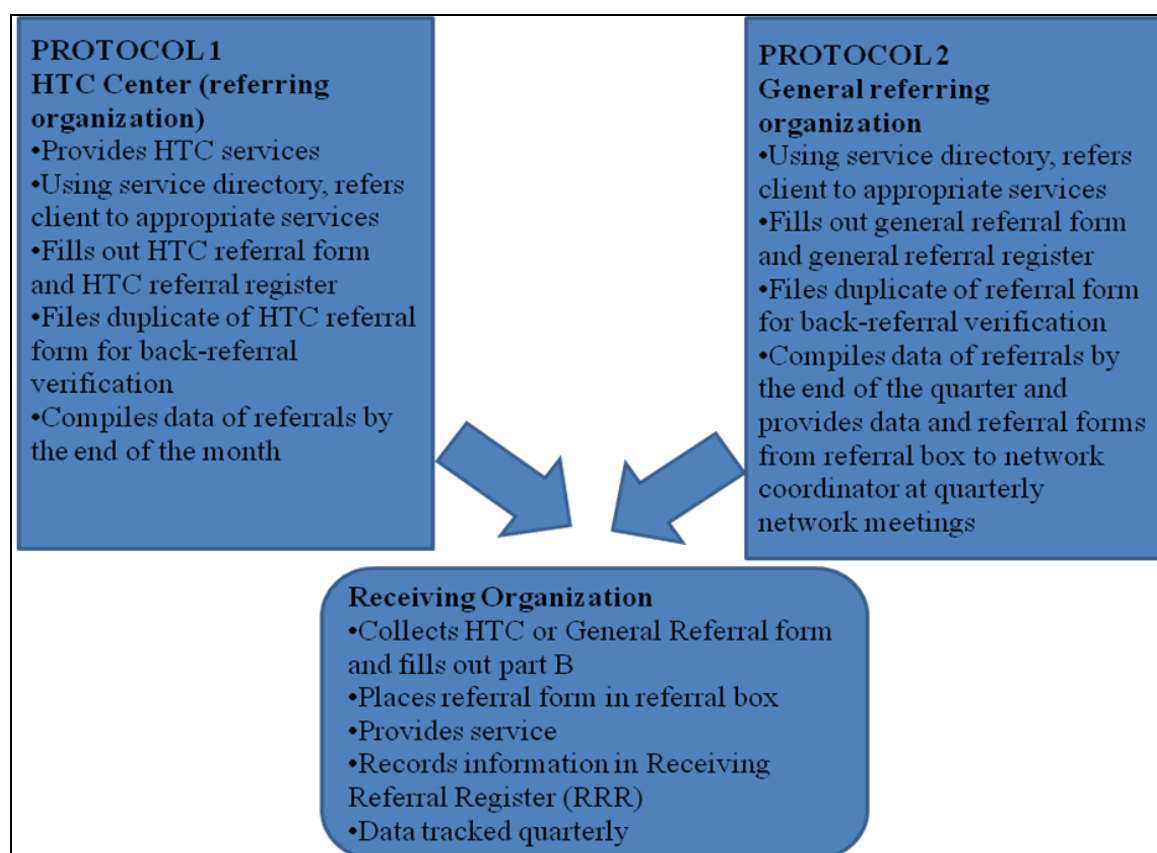 PROTOCOL 1
HTC Center (referring
organization)
•Provides HTC services
•Using service directory, refers
client to appropriate services
•Fills out HTC referral form
and HTC referral register
•Files duplicate of HTC referral
form for back-referral
verification
•Compiles data of referrals by
the end of the month
PROTOCOL 2
General referring
organization
•Using service directory, refers
client to appropriate services
•Fills out general referral form
and general referral register
•Files duplicate of referral form
for back-referral verification
•Compiles data of referrals by
the end of the quarter and
provides data and referral forms
from referral box to network
coordinator at quarterly
network meetings
Receiving Organization
•Collects HTC or General Referral form
and fills out part B
•Places referral form in referral box
•Provides service
•Records information in Receiving
Referral Register (RRR)
•Data tracked quarterly